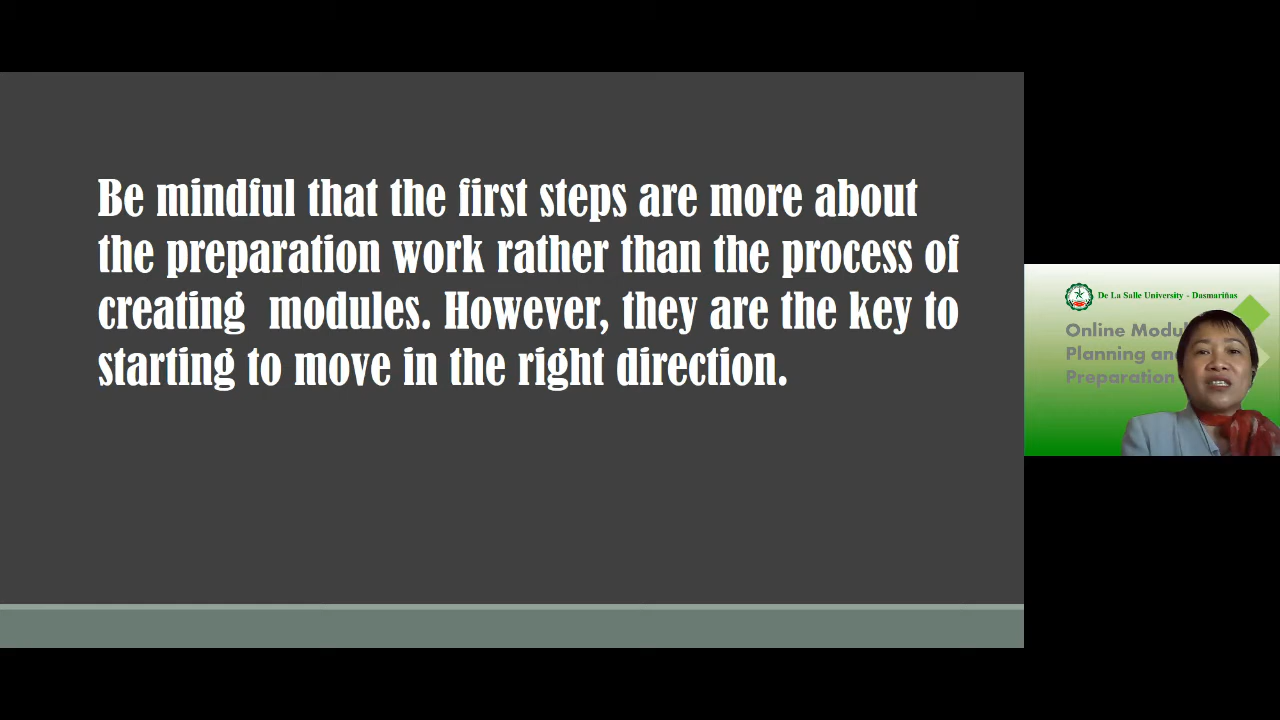 Be mindful that the first steps are more about
the preparation work rather than the process of
creating modules. However, they are the key to
starting to move in the right direction.
De La Salle University - Dasmariñas
Online
Planning
Preparation